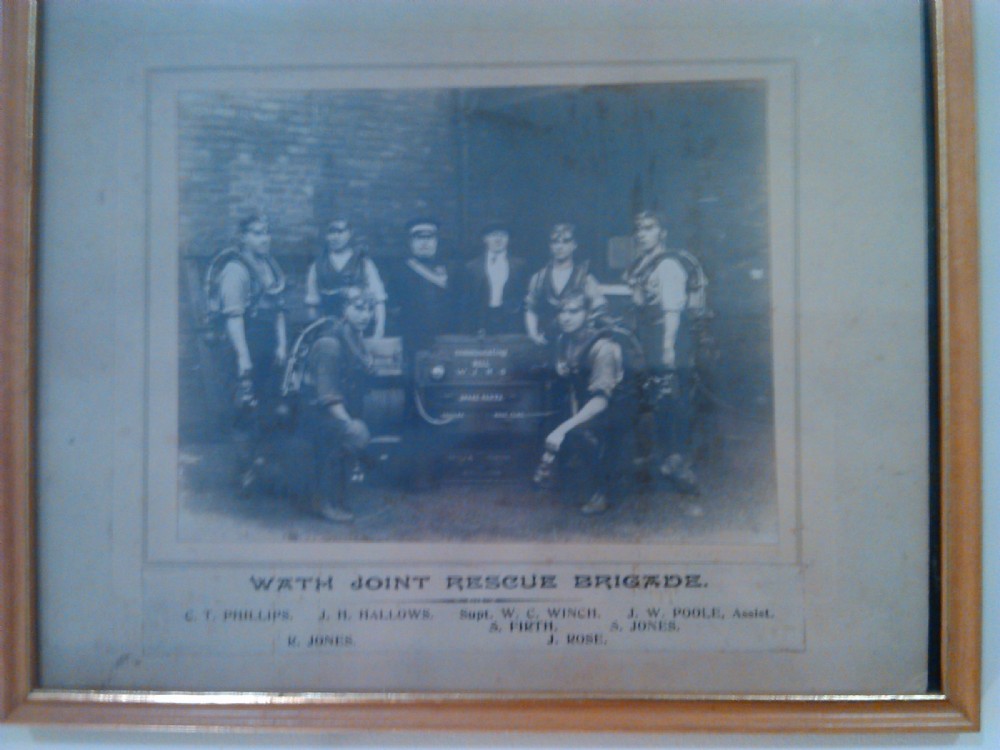 W. J. R. B
WATH JOINT RESCUE BRIGADE.
C. T. PHILLIPS. J. H. HALLOWS. Supt. W. C. WINCH. J. W. POOLE, Assist.
S. FIRTH. S. JONES.
R. JONES. J. ROSE.